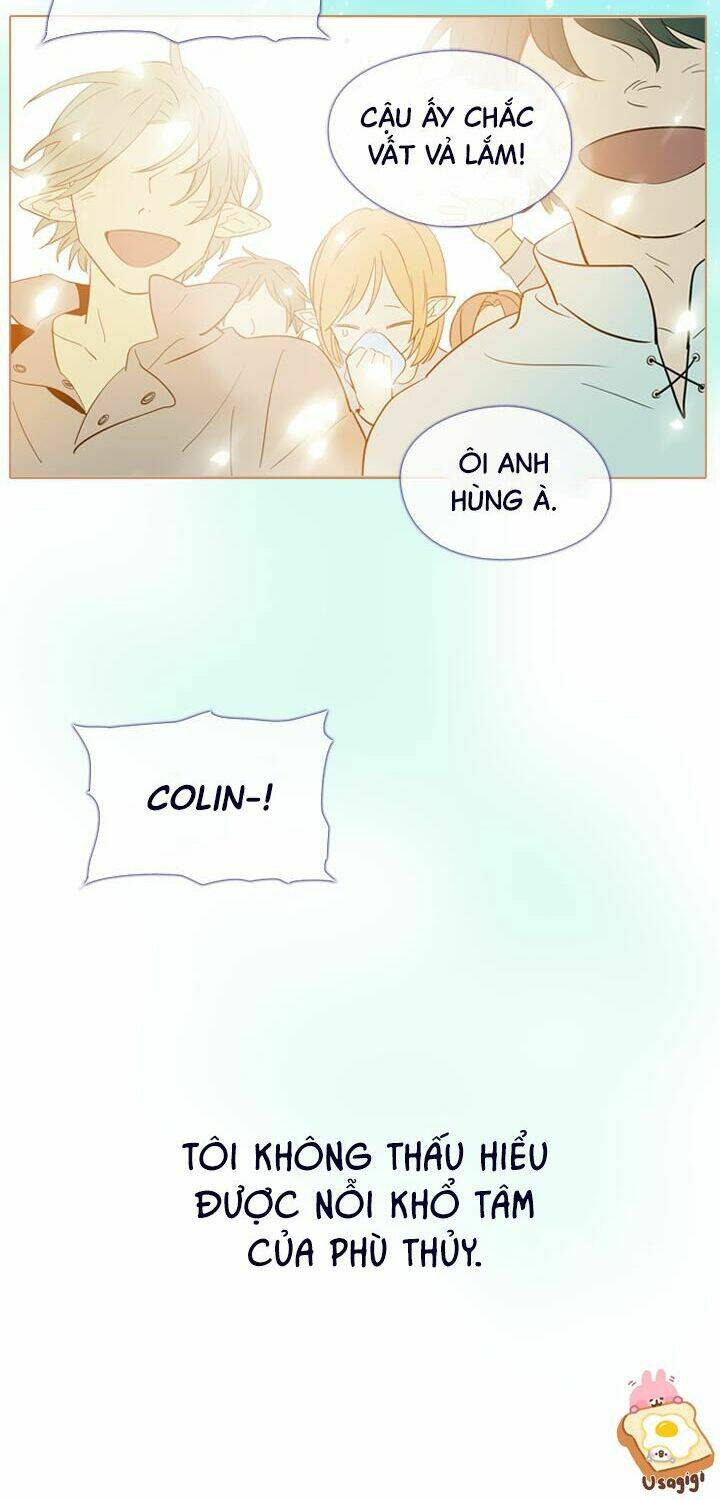 CẬU ẤY CHẮC
VẤT VẢ LẮM!
ÔI ANH
HÙNG À.
COLIN-!
TÔI KHÔNG THẤU HIỂU
ĐƯỢC NỖI KHỔ TÂM
CỦA PHÙ THỦY.
Usagigi